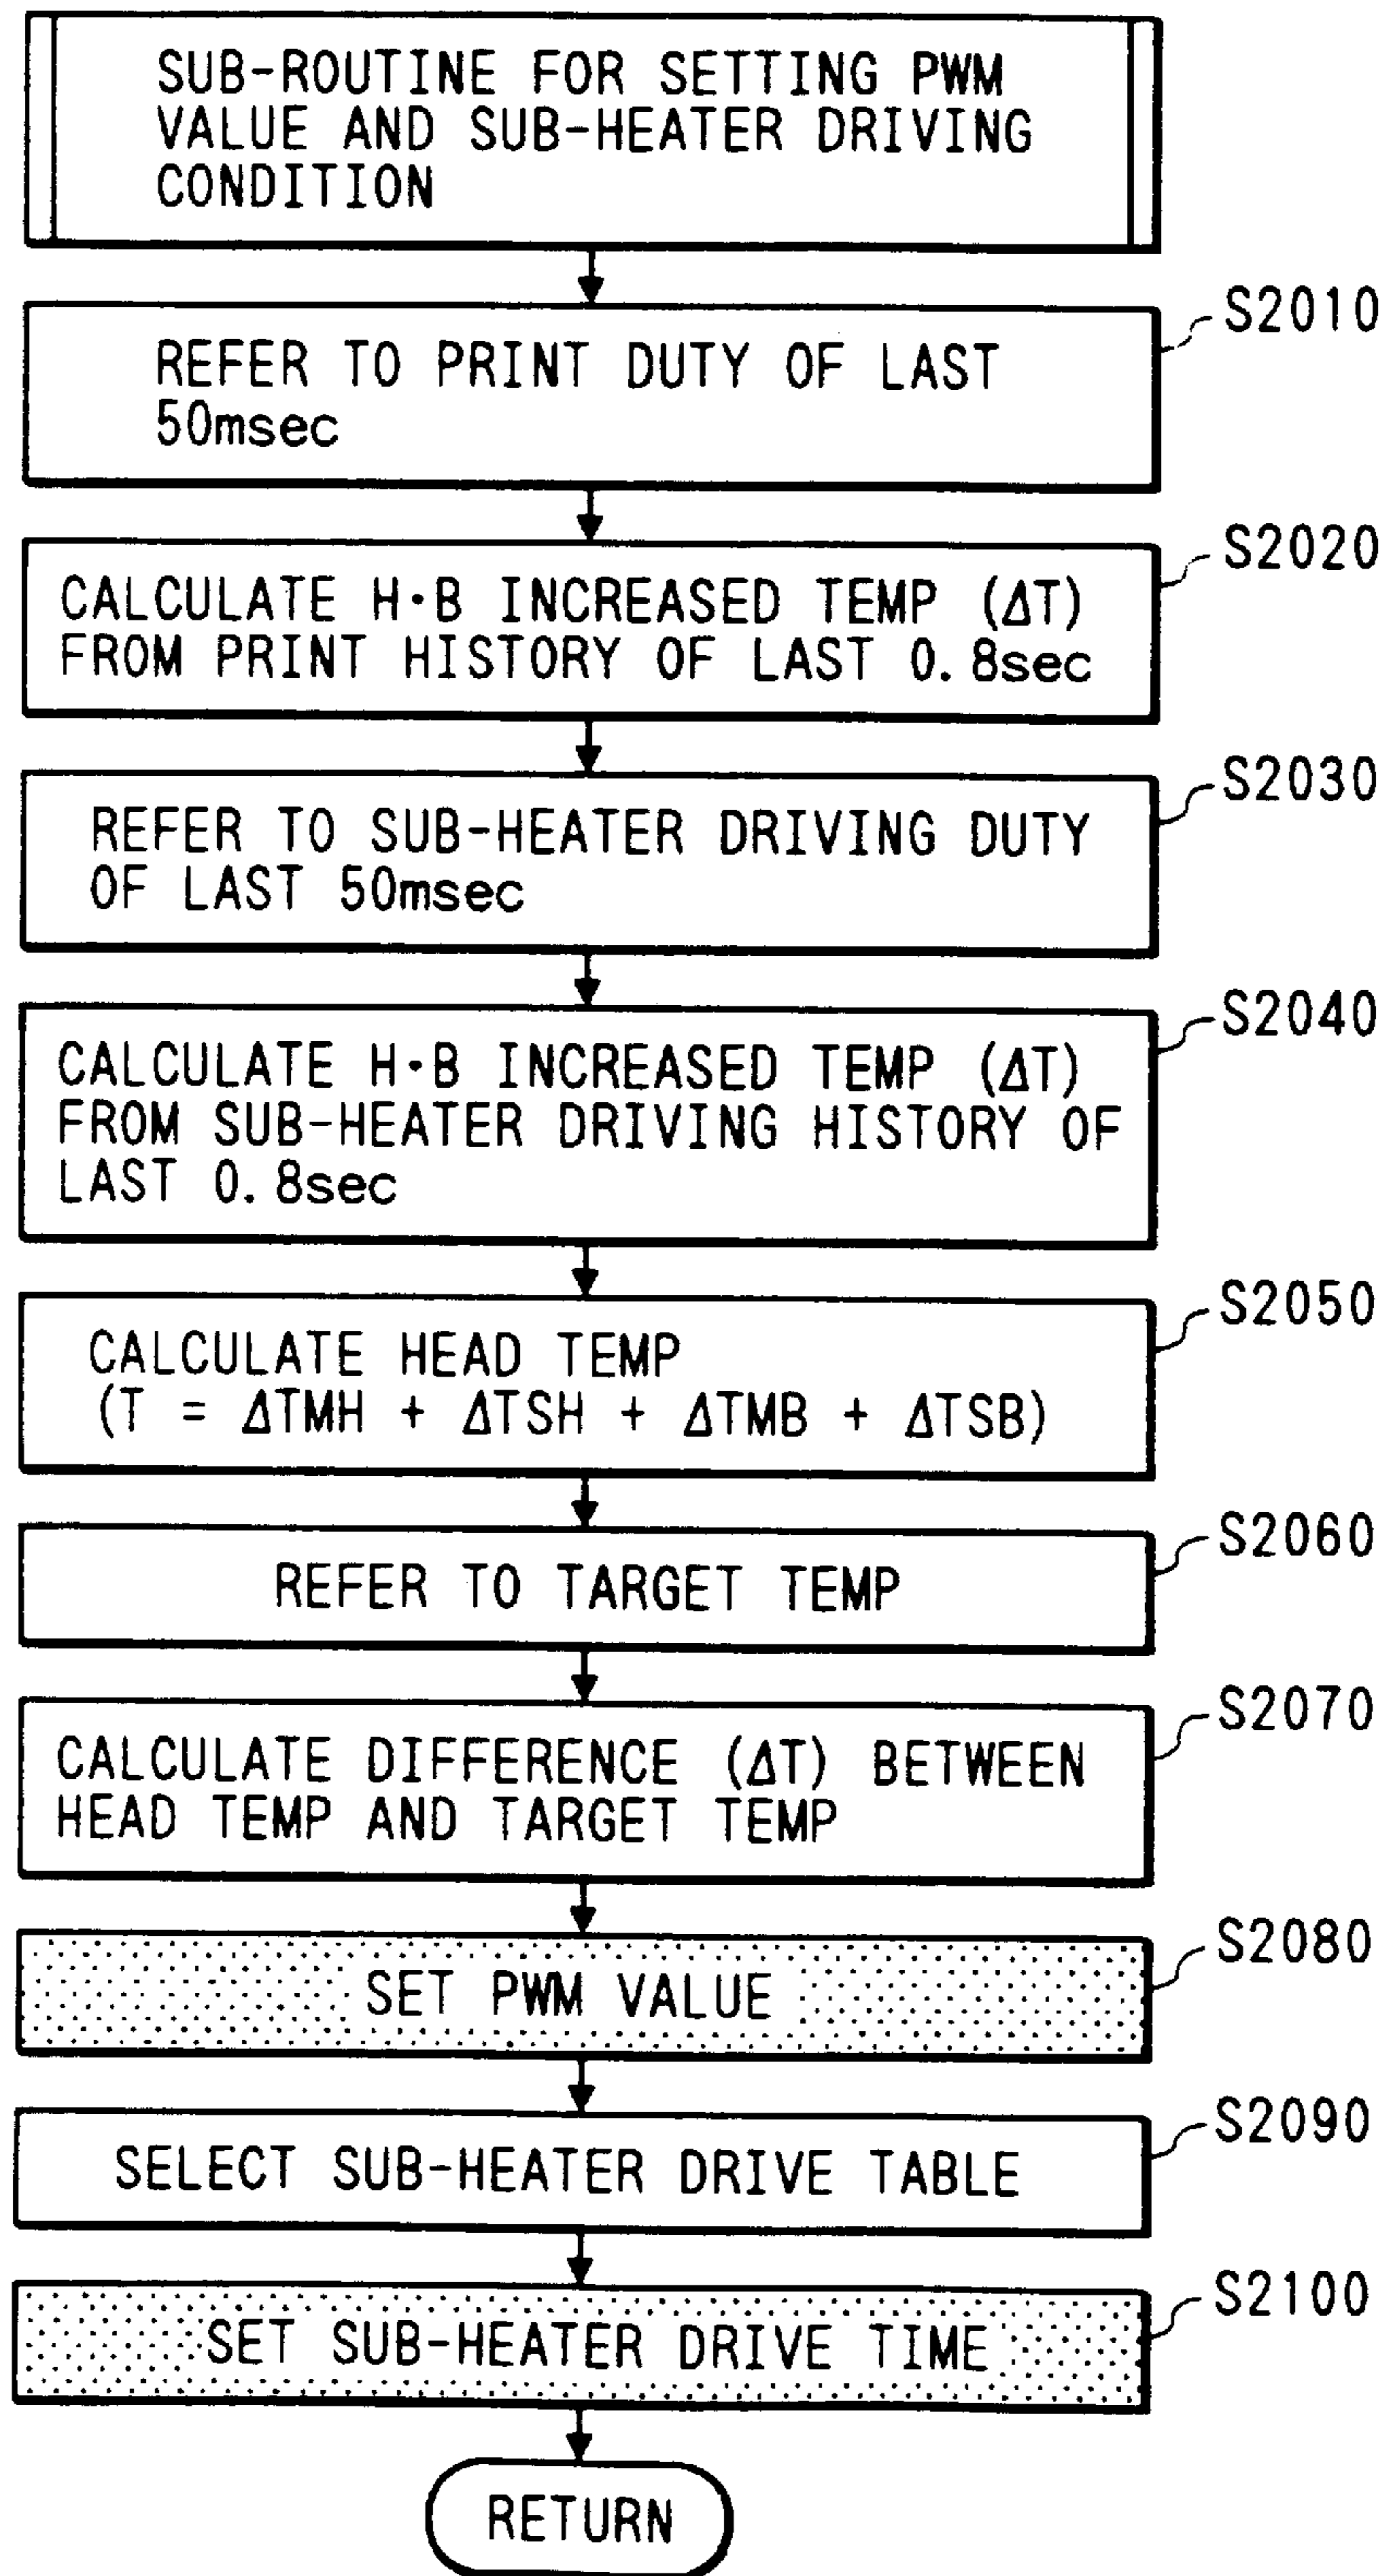 SUB-ROUTINE FOR SETTING PWM
VALUE AND SUB-HEATER DRIVING
CONDITION
S2010
REFER TO PRINT DUTY OF LAST
50msec
S2020
CALCULATE H·B INCREASED TEMP (ΔT)
FROM PRINT HISTORY OF LAST 0.8sec
S2030
REFER TO SUB-HEATER DRIVING DUTY
OF LAST 50msec
S2040
CALCULATE H·B INCREASED TEMP (ΔT)
FROM SUB-HEATER DRIVING HISTORY OF
LAST 0.8sec
S2050
CALCULATE HEAD TEMP
(T = ΔTMH + ΔTSH + ΔTMB + ΔTSB)
S2060
REFER TO TARGET TEMP
S2070
CALCULATE DIFFERENCE (ΔT) BETWEEN
HEAD TEMP AND TARGET TEMP
S2080
SET PWM VALUE
S2090
SELECT SUB-HEATER DRIVE TABLE
S2100
SET SUB-HEATER DRIVE TIME
RETURN